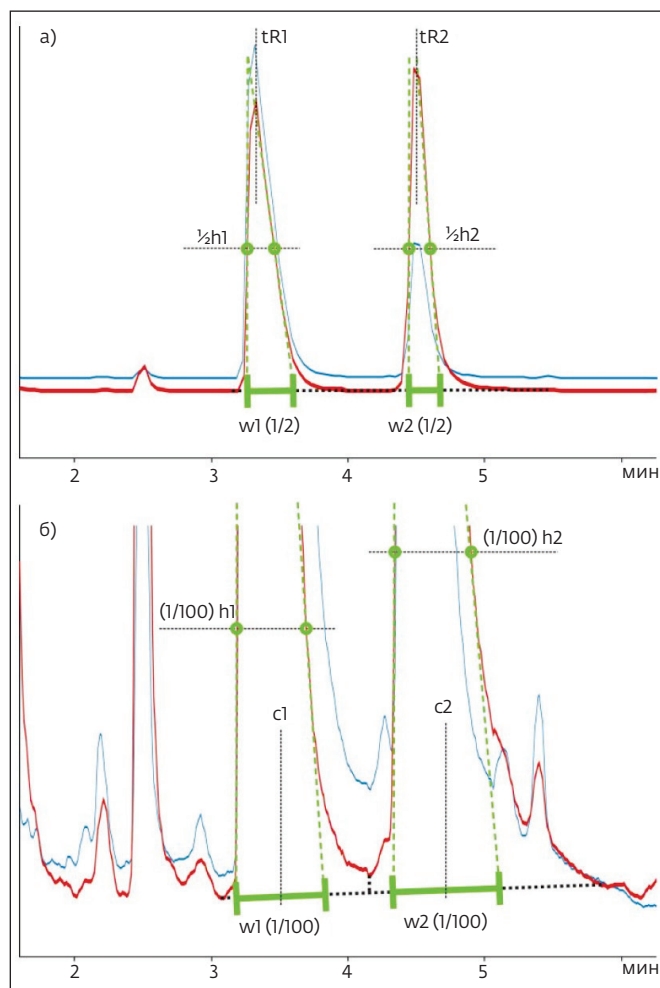 а)
tR1
tR2
½h1
½h2
w1 (1/2)
w2 (1/2)
2
3
4
5
мин
б)
(1/100) h2
(1/100) h1
c1
c2
w1 (1/100)
w2 (1/100)
2
3
4
5
мин